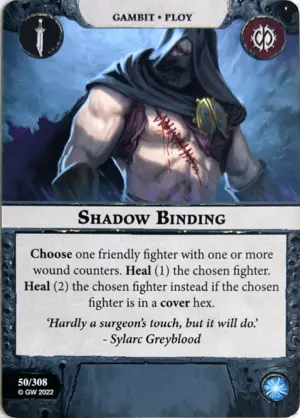 GAMBIT • PLOY
SHADOW BINDING
Choose one friendly fighter with one or more
wound counters. Heal (1) the chosen fighter.
Heal (2) the chosen fighter instead if the chosen
fighter is in a cover hex.
‘Hardly a surgeon’s touch, but it will do.’
- Sylarc Greyblood
50/308
© GW 2022